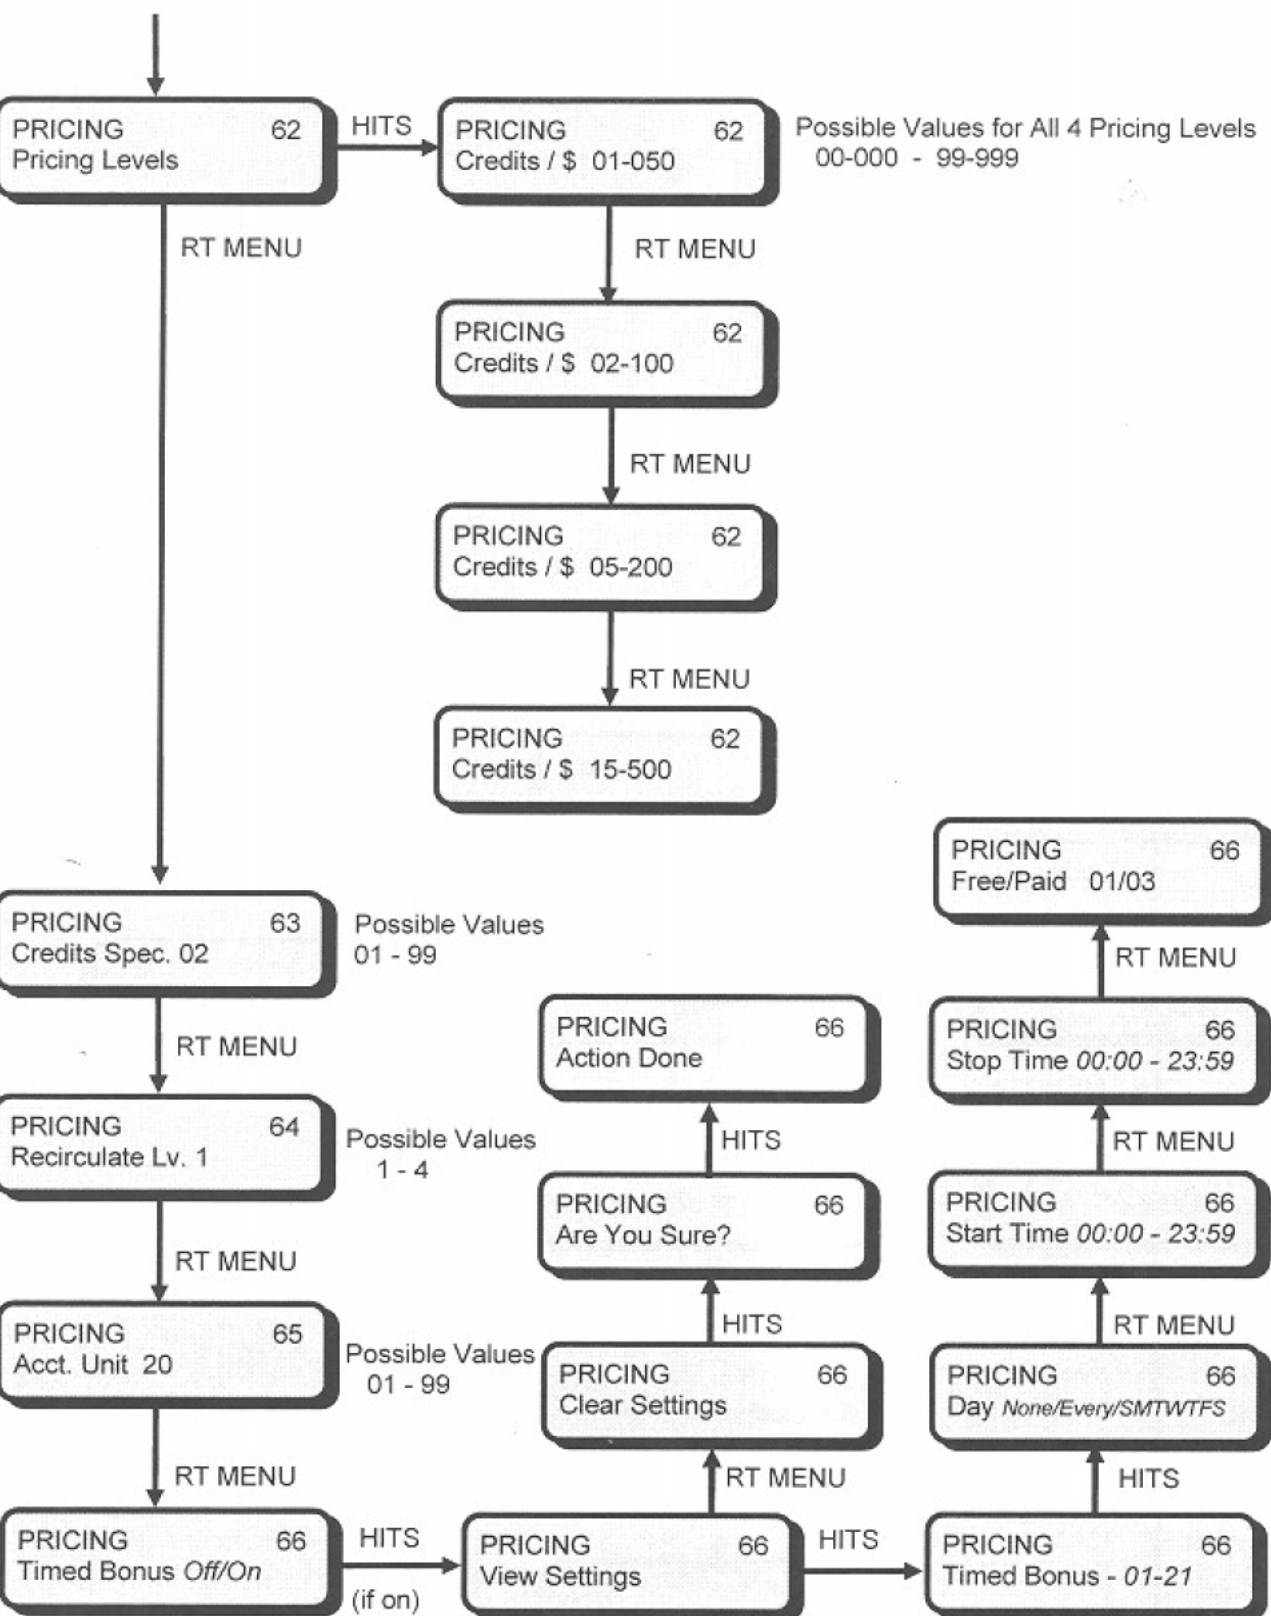 PRICING 62
Pricing Levels
HITS
PRICING 62
Credits / $ 01-050
Possible Values for All 4 Pricing Levels
00-000 - 99-999
RT MENU
RT MENU
PRICING 62
Credits / $ 02-100
RT MENU
PRICING 62
Credits / $ 05-200
RT MENU
PRICING 62
Credits / $ 15-500
PRICING 63
Credits Spec. 02
Possible Values
01 - 99
RT MENU
PRICING 64
Recirculate Lv. 1
Possible Values
1 - 4
RT MENU
PRICING 65
Acct. Unit 20
Possible Values
01 - 99
RT MENU
PRICING 66
Timed Bonus Off/On
HITS
(if on)
PRICING 66
View Settings
RT MENU
PRICING 66
Clear Settings
HITS
PRICING 66
Are You Sure?
HITS
PRICING 66
Action Done
HITS
PRICING 66
Timed Bonus - 01-21
HITS
PRICING 66
Day None/Every/SMTWTFS
RT MENU
PRICING 66
Start Time 00:00 - 23:59
RT MENU
PRICING 66
Stop Time 00:00 - 23:59
RT MENU
PRICING 66
Free/Paid 01/03